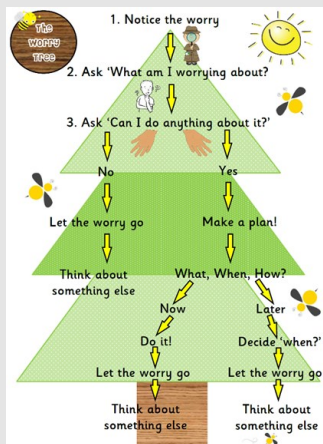 The
Worry
Tree
1. Notice the worry
2. Ask 'What am I worrying about?
3. Ask 'Can I do anything about it?'
No
Yes
Let the worry go
Make a plan!
Think about
something else
What, When, How?
Now
Later
Do it!
Decide 'when?'
Let the worry go
Let the worry go
Think about
something else
Think about
something else